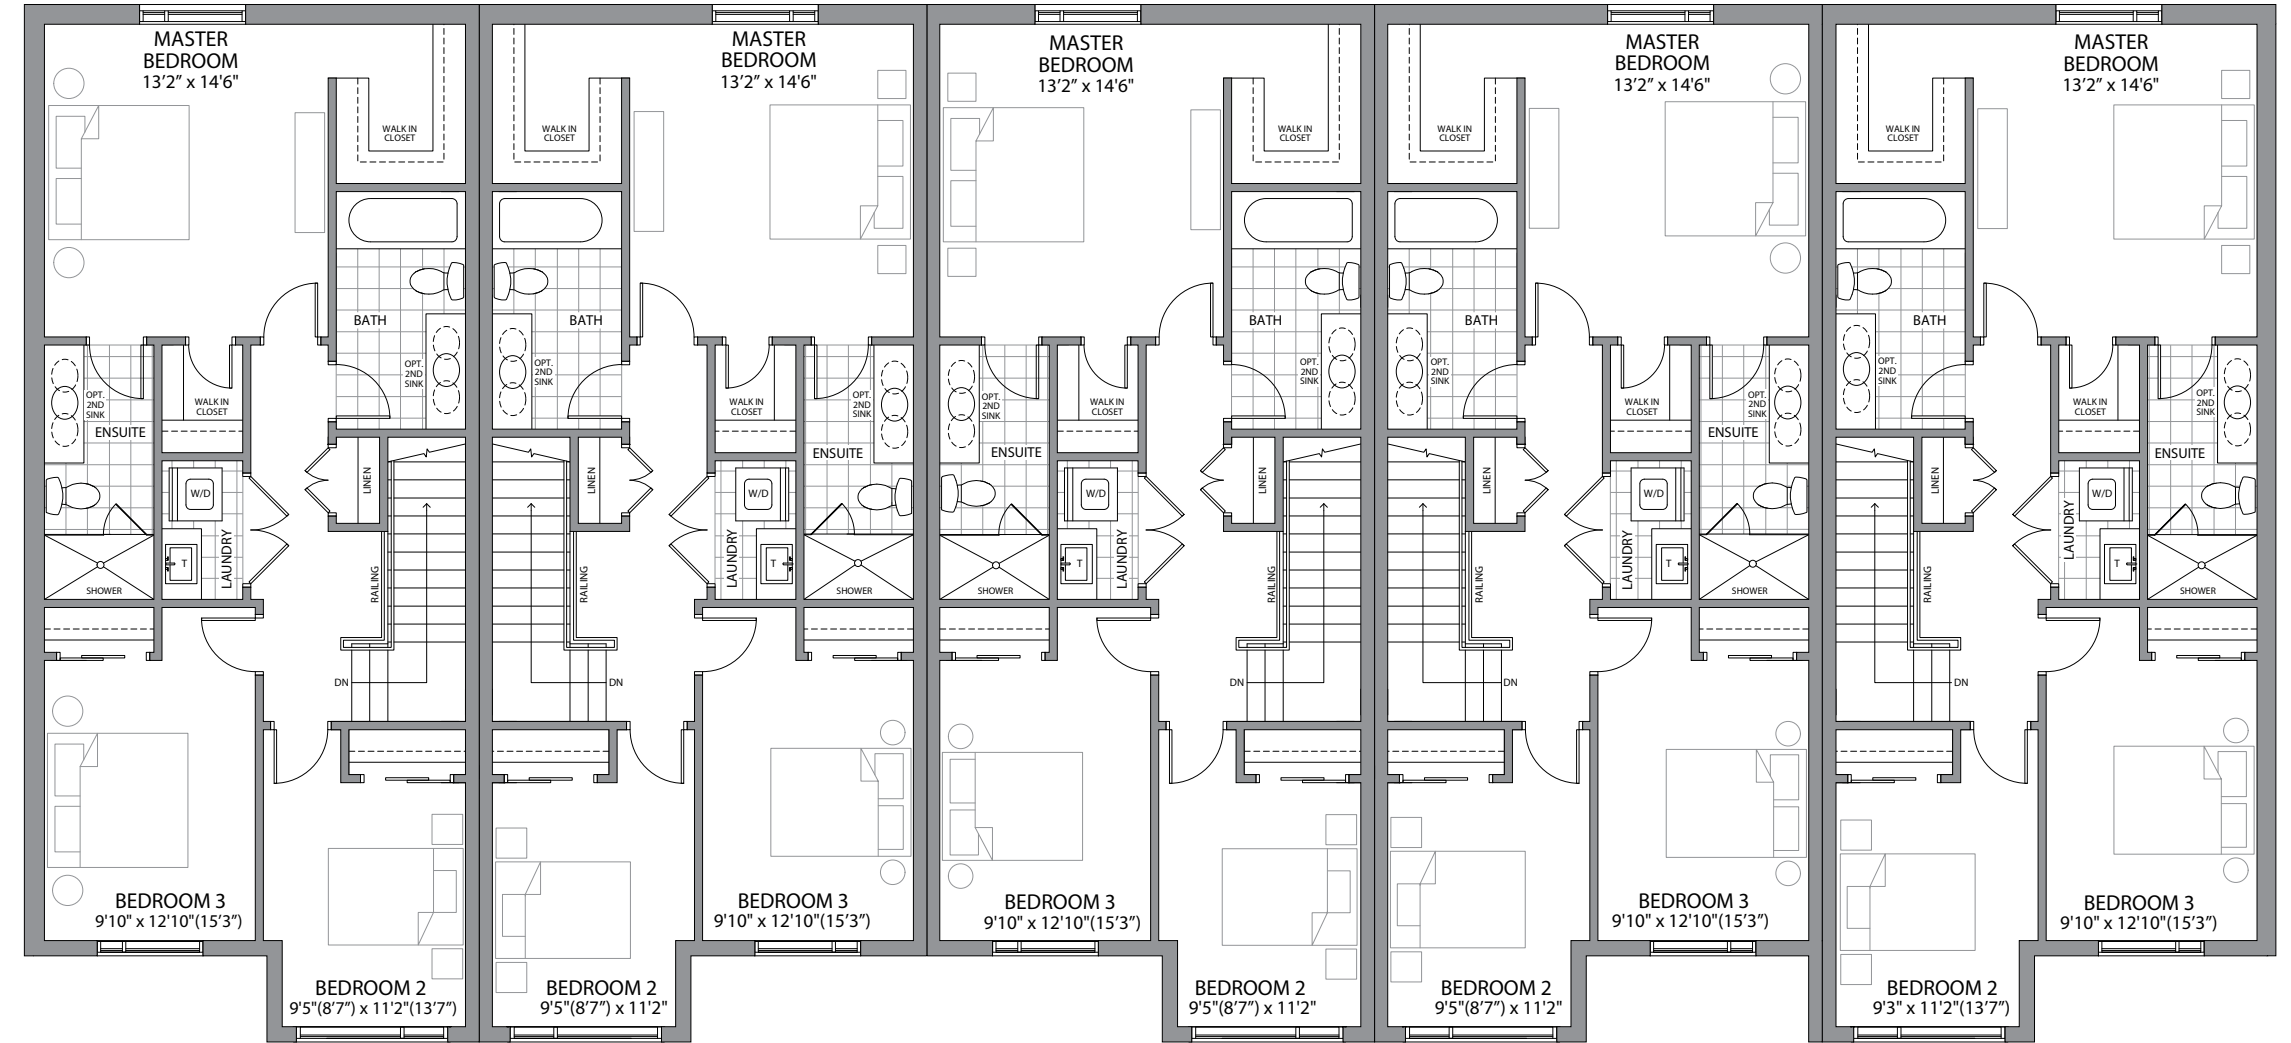 MASTER
BEDROOM
13'2" x 14'6"
WALK IN
CLOSET
BATH
OPT.
2ND
SINK
OPT.
2ND
SINK
ENSUITE
WALK IN
CLOSET
W/D
LINEN
LAUNDRY
T
SHOWER
RAILING
DN
BEDROOM 3
9'10" x 12'10"(15'3")
BEDROOM 2
9'5"(8'7") x 11'2"(13'7")
MASTER
BEDROOM
13'2" x 14'6"
WALK IN
CLOSET
BATH
OPT.
2ND
SINK
WALK IN
CLOSET
OPT.
2ND
SINK
ENSUITE
LINEN
W/D
LAUNDRY
T
SHOWER
RAILING
DN
BEDROOM 3
9'10" x 12'10"(15'3")
BEDROOM 2
9'5"(8'7") x 11'2"
MASTER
BEDROOM
13'2" x 14'6"
WALK IN
CLOSET
BATH
OPT.
2ND
SINK
OPT.
2ND
SINK
WALK IN
CLOSET
ENSUITE
W/D
LINEN
LAUNDRY
T
SHOWER
RAILING
DN
BEDROOM 3
9'10" x 12'10"(15'3")
BEDROOM 2
9'5"(8'7") x 11'2"
MASTER
BEDROOM
13'2" x 14'6"
WALK IN
CLOSET
BATH
OPT.
2ND
SINK
WALK IN
CLOSET
OPT.
2ND
SINK
ENSUITE
LINEN
W/D
LAUNDRY
T
SHOWER
RAILING
DN
BEDROOM 3
9'10" x 12'10"(15'3")
BEDROOM 2
9'5"(8'7") x 11'2"
MASTER
BEDROOM
13'2" x 14'6"
WALK IN
CLOSET
BATH
OPT.
2ND
SINK
WALK IN
CLOSET
OPT.
2ND
SINK
ENSUITE
LINEN
W/D
LAUNDRY
T
SHOWER
RAILING
DN
BEDROOM 3
9'10" x 12'10"(15'3")
BEDROOM 2
9'3" x 11'2"(13'7")